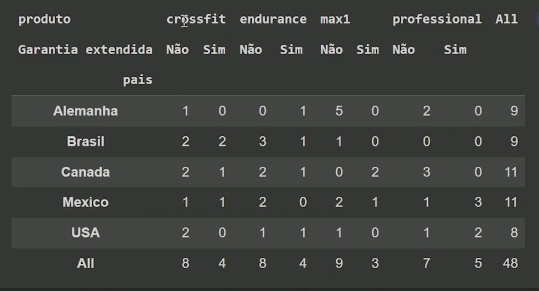 produto crossfit endurance max1 professional All
Garantia extendida Não Sim Não Sim Não Sim Não Sim
pais
Alemanha 1 0 0 1 5 0 2 0 9
Brasil 2 2 3 1 1 0 0 0 9
Canada 2 1 2 1 0 2 3 0 11
Mexico 1 1 2 0 2 1 1 3 11
USA 2 0 1 1 1 0 1 2 8
All 8 4 8 4 9 3 7 5 48